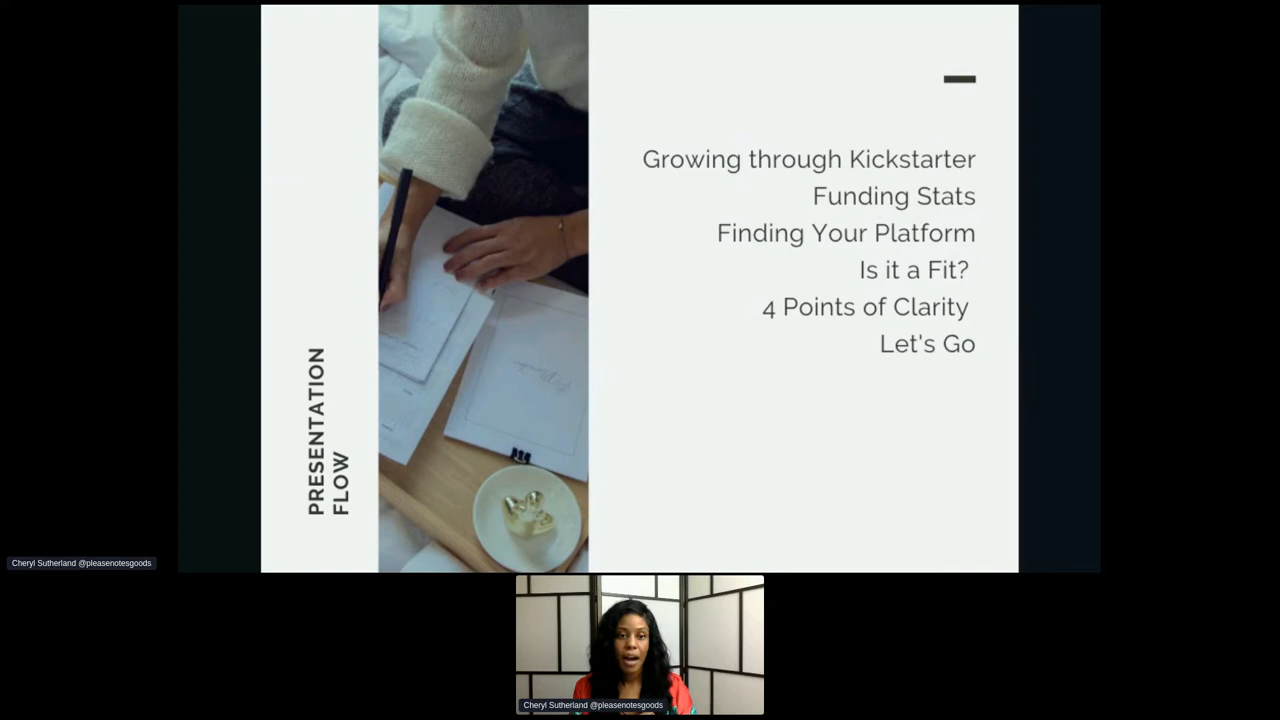 PRESENTATION
FLOW
Growing through Kickstarter
Funding Stats
Finding Your Platform
Is it a Fit?
4 Points of Clarity
Let's Go
Cheryl Sutherland @pleasenotesgoods
Cheryl Sutherland @pleasenotesgoods